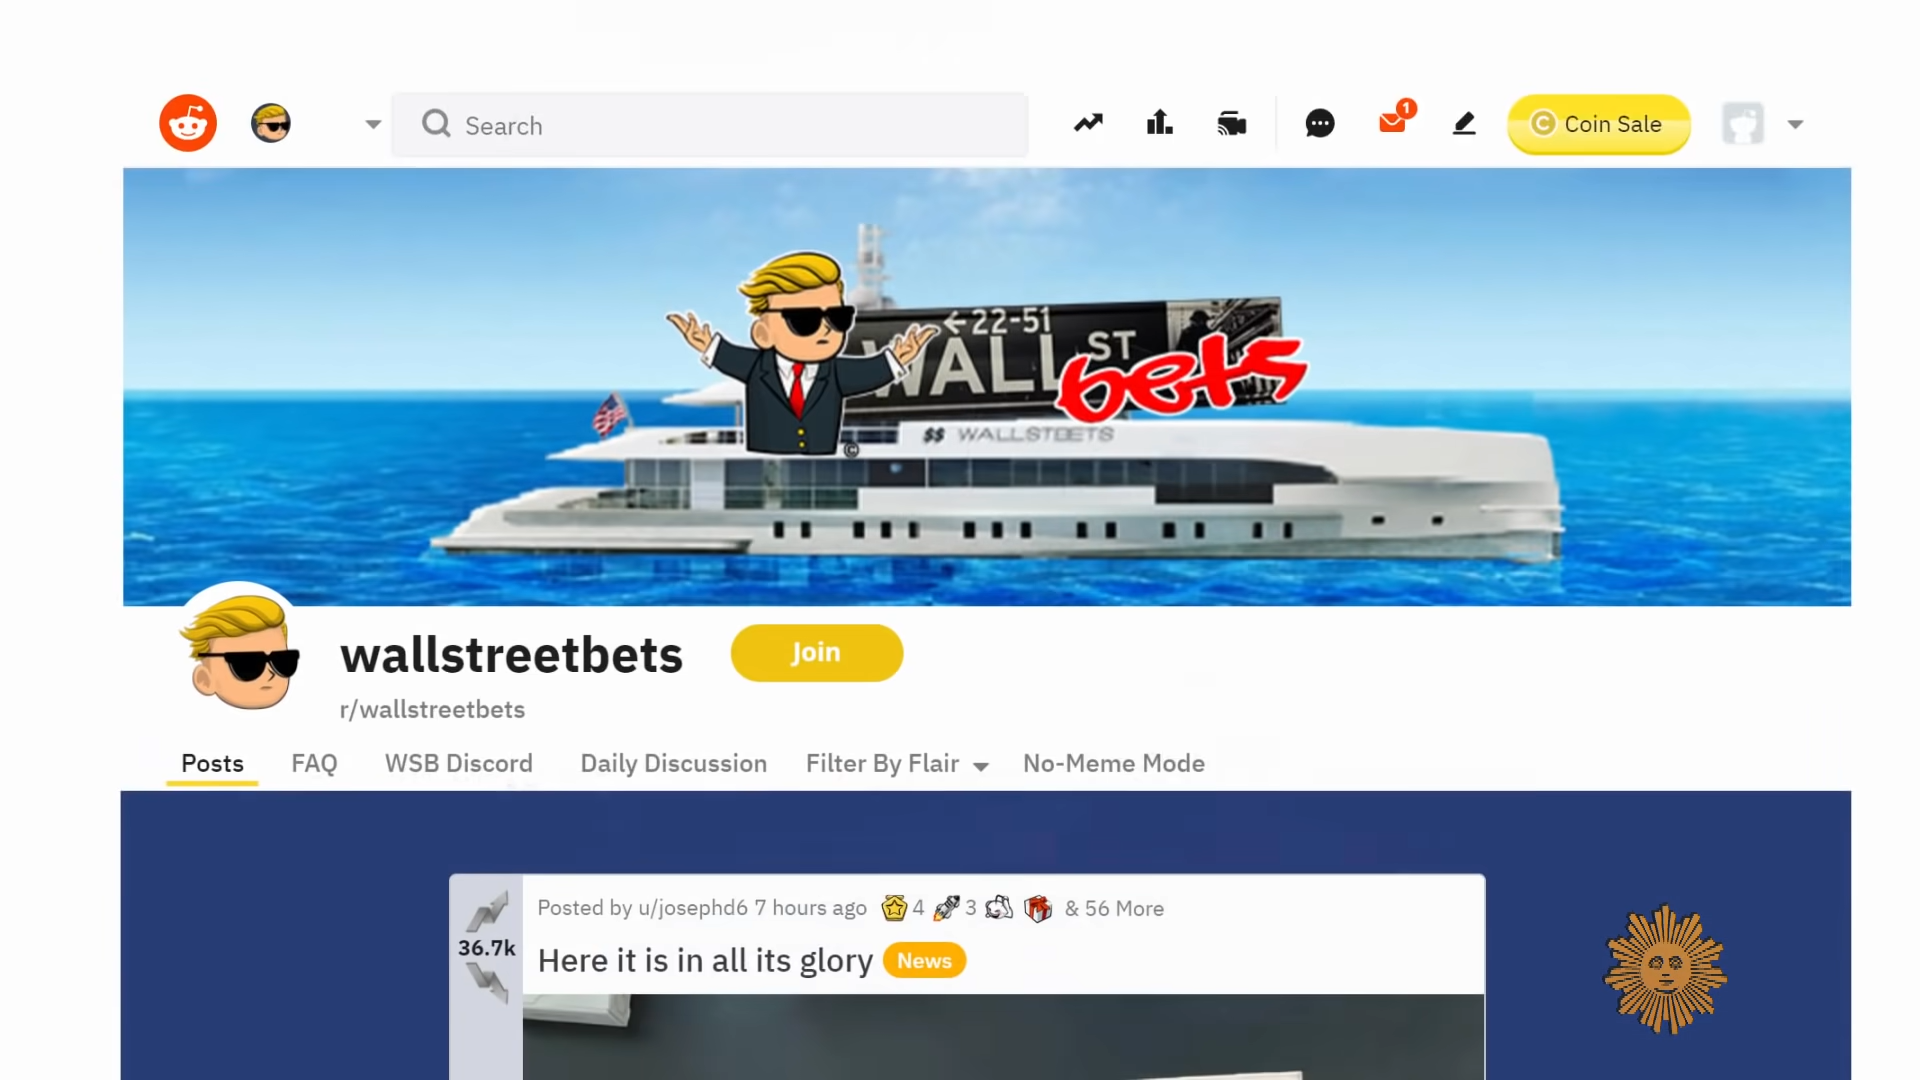 Search
1
Coin Sale
←22-51
WALL ST
bets
$$ WALLSTBETS
wallstreetbets
Join
r/wallstreetbets
Posts FAQ WSB Discord Daily Discussion Filter By Flair No-Meme Mode
Posted by u/josephd6 7 hours ago 4 3 & 56 More
36.7k
Here it is in all its glory News